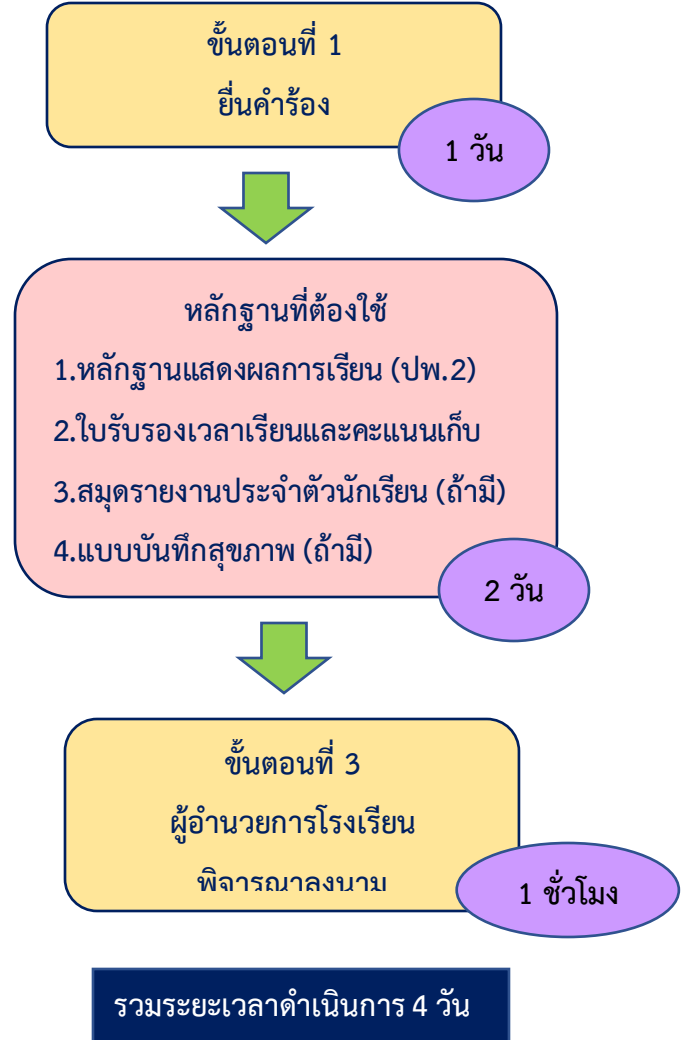 ขั้นตอนที่ 1
ยื่นคำร้อง
1 วัน
หลักฐานที่ต้องใช้
1.หลักฐานแสดงผลการเรียน (ปพ.2)
2.ใบรับรองเวลาเรียนและคะแนนเก็บ
3.สมุดรายงานประจำตัวนักเรียน (ถ้ามี)
4.แบบบันทึกสุขภาพ (ถ้ามี)
2 วัน
ขั้นตอนที่ 3
ผู้อำนวยการโรงเรียน
พิจารณาลงนาม
1 ชั่วโมง
รวมระยะเวลาดำเนินการ 4 วัน